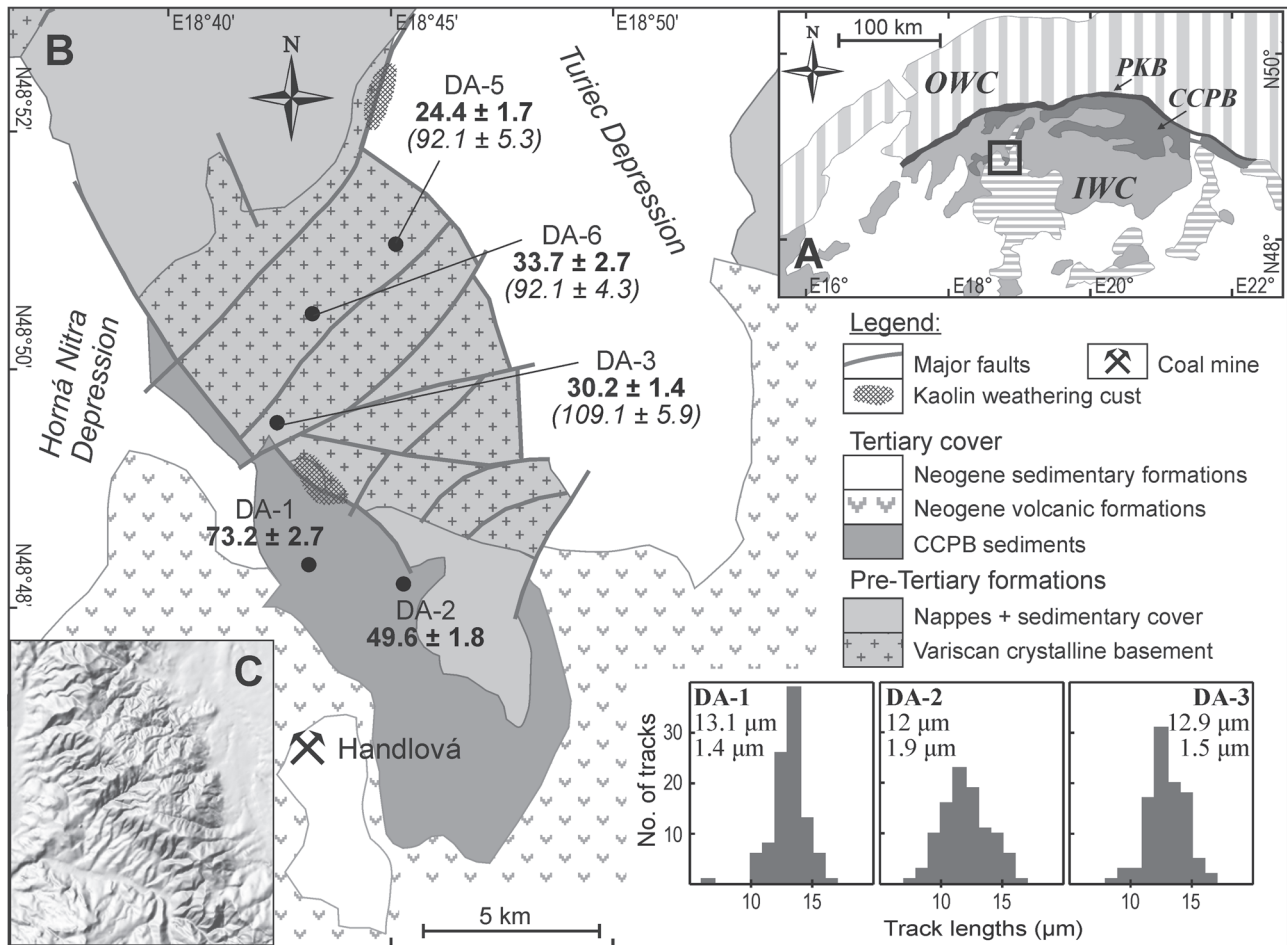 E18°40'
E18°45'
E18°50'
B
N
N48°52'
N48°50'
N48°48'
DA-5
24.4 ± 1.7
(92.1 ± 5.3)
DA-6
33.7 ± 2.7
(92.1 ± 4.3)
DA-3
30.2 ± 1.4
(109.1 ± 5.9)
DA-1
73.2 ± 2.7
DA-2
49.6 ± 1.8
Turiec Depression
Horná Nitra
Depression
Handlová
5 km
C
100 km
N
OWC
PKB
CCPB
IWC
A
N50°
N48°
E16°
E18°
E20°
E22°
Legend:
Major faults
Coal mine
Kaolin weathering cust
Tertiary cover
Neogene sedimentary formations
Neogene volcanic formations
CCPB sediments
Pre-Tertiary formations
Nappes + sedimentary cover
Variscan crystalline basement
DA-1
13.1 µm
1.4 µm
DA-2
12 µm
1.9 µm
DA-3
12.9 µm
1.5 µm
No. of tracks
30
20
10
10
15
10
15
10
15
Track lengths (µm)